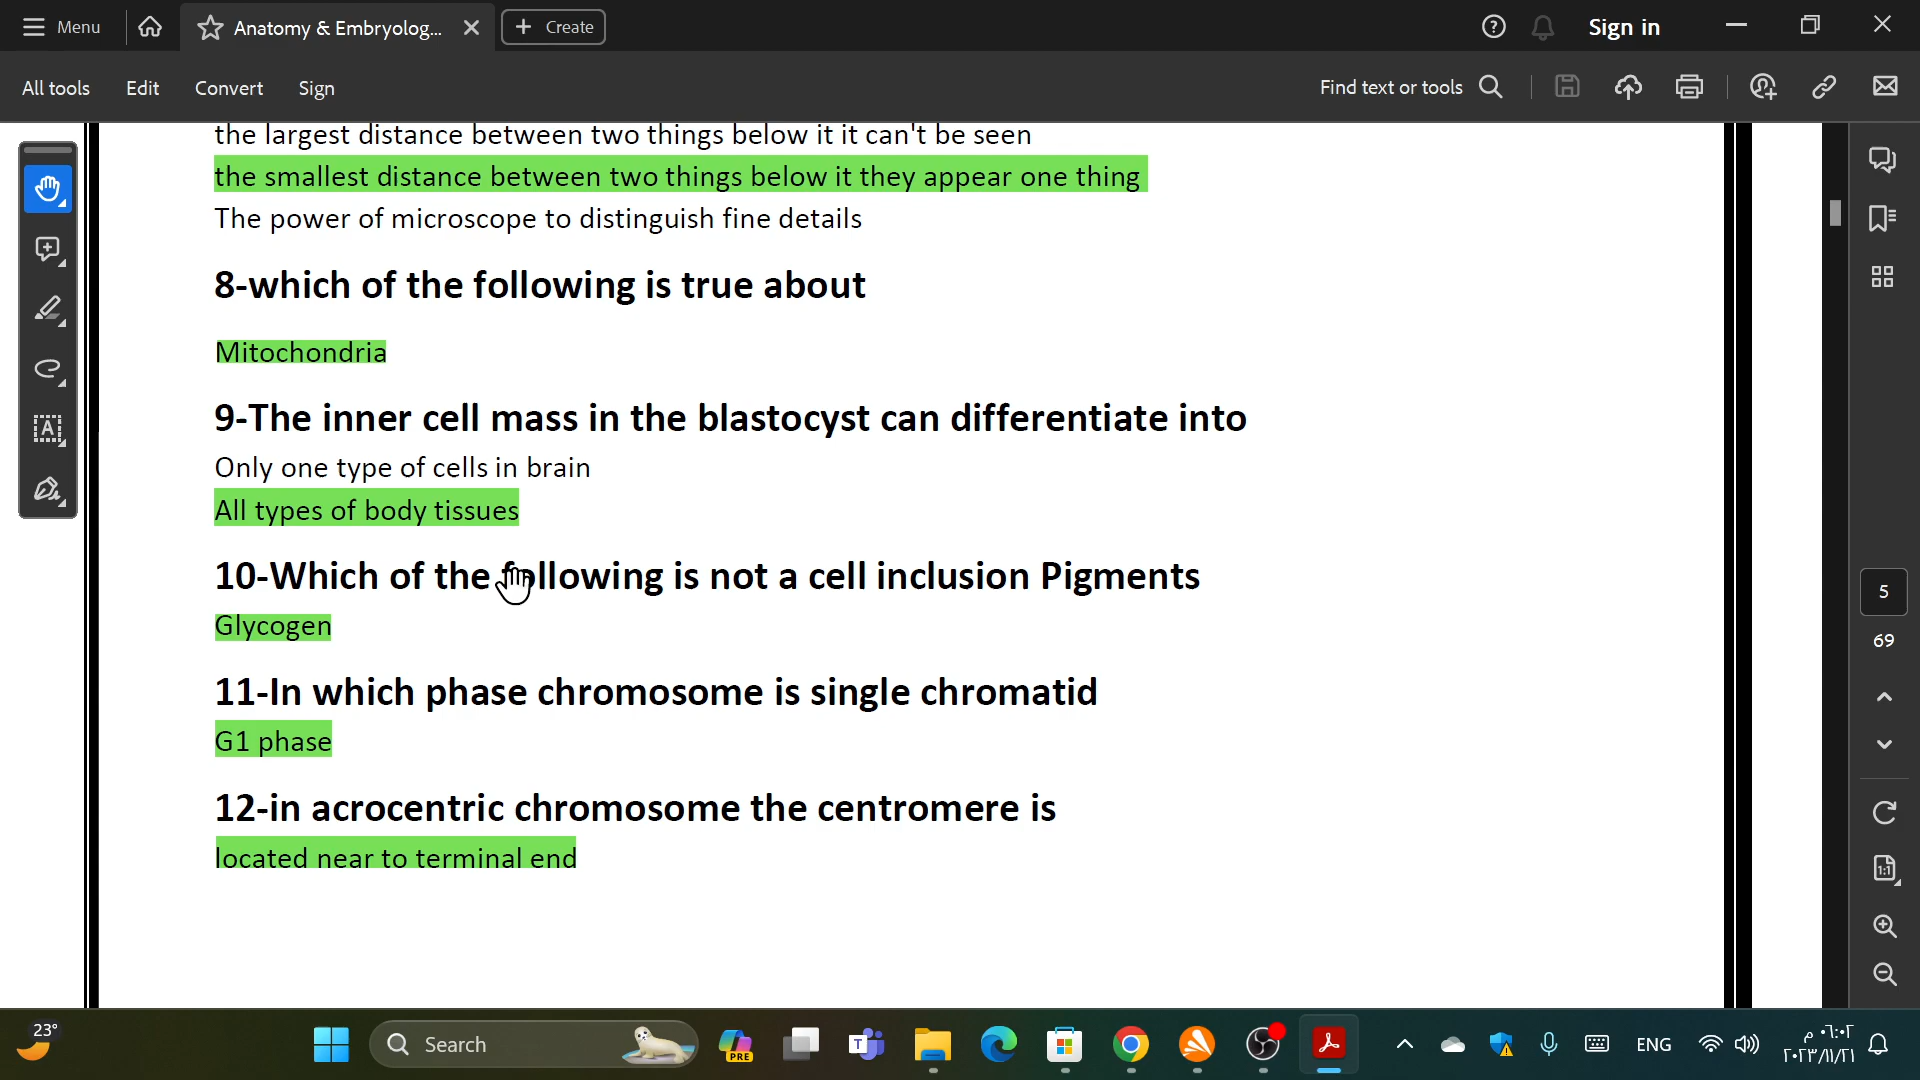 Menu
Anatomy & Embryolog...
Create
Sign in
All tools
Edit
Convert
Sign
Find text or tools
the largest distance between two things below it it can't be seen
the smallest distance between two things below it they appear one thing
The power of microscope to distinguish fine details
8-which of the following is true about
Mitochondria
9-The inner cell mass in the blastocyst can differentiate into
Only one type of cells in brain
All types of body tissues
10-Which of the following is not a cell inclusion Pigments
Glycogen
11-In which phase chromosome is single chromatid
G1 phase
12-in acrocentric chromosome the centromere is
located near to terminal end
5
69
23°
Search
PRE
ENG
٠٦:٠٢ م
٢٠٢٣/١١/٢١